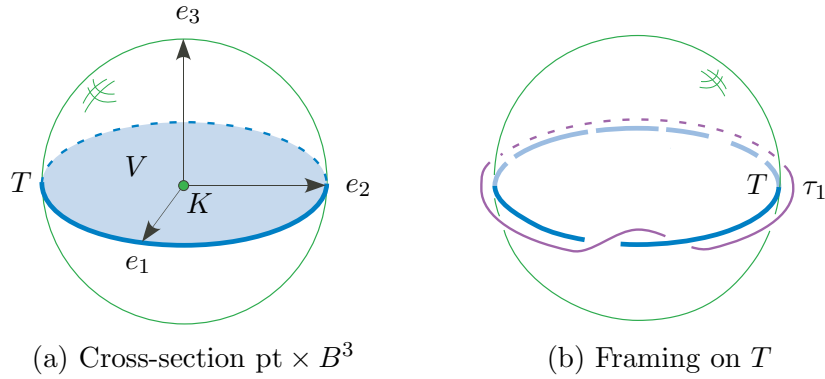 e₃
V
T
K
e₂
e₁
(a) Cross-section pt × B³
T
τ₁
(b) Framing on T